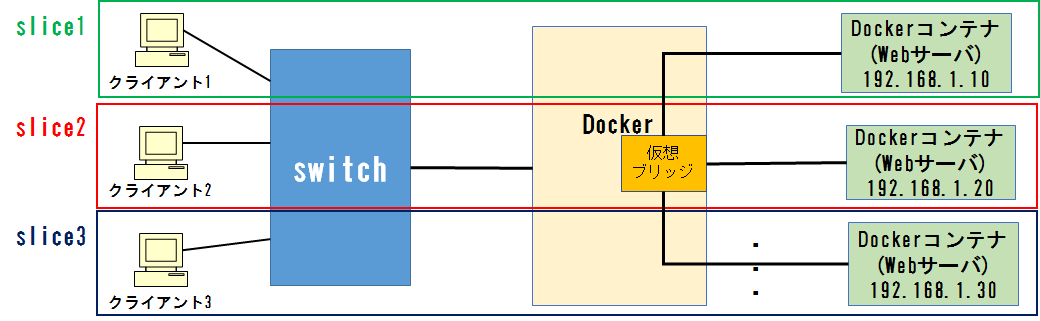 slice1
クライアント1
Dockerコンテナ
(Webサーバ)
192.168.1.10
slice2
クライアント2
switch
Docker
仮想
ブリッジ
Dockerコンテナ
(Webサーバ)
192.168.1.20
slice3
クライアント3
Dockerコンテナ
(Webサーバ)
192.168.1.30